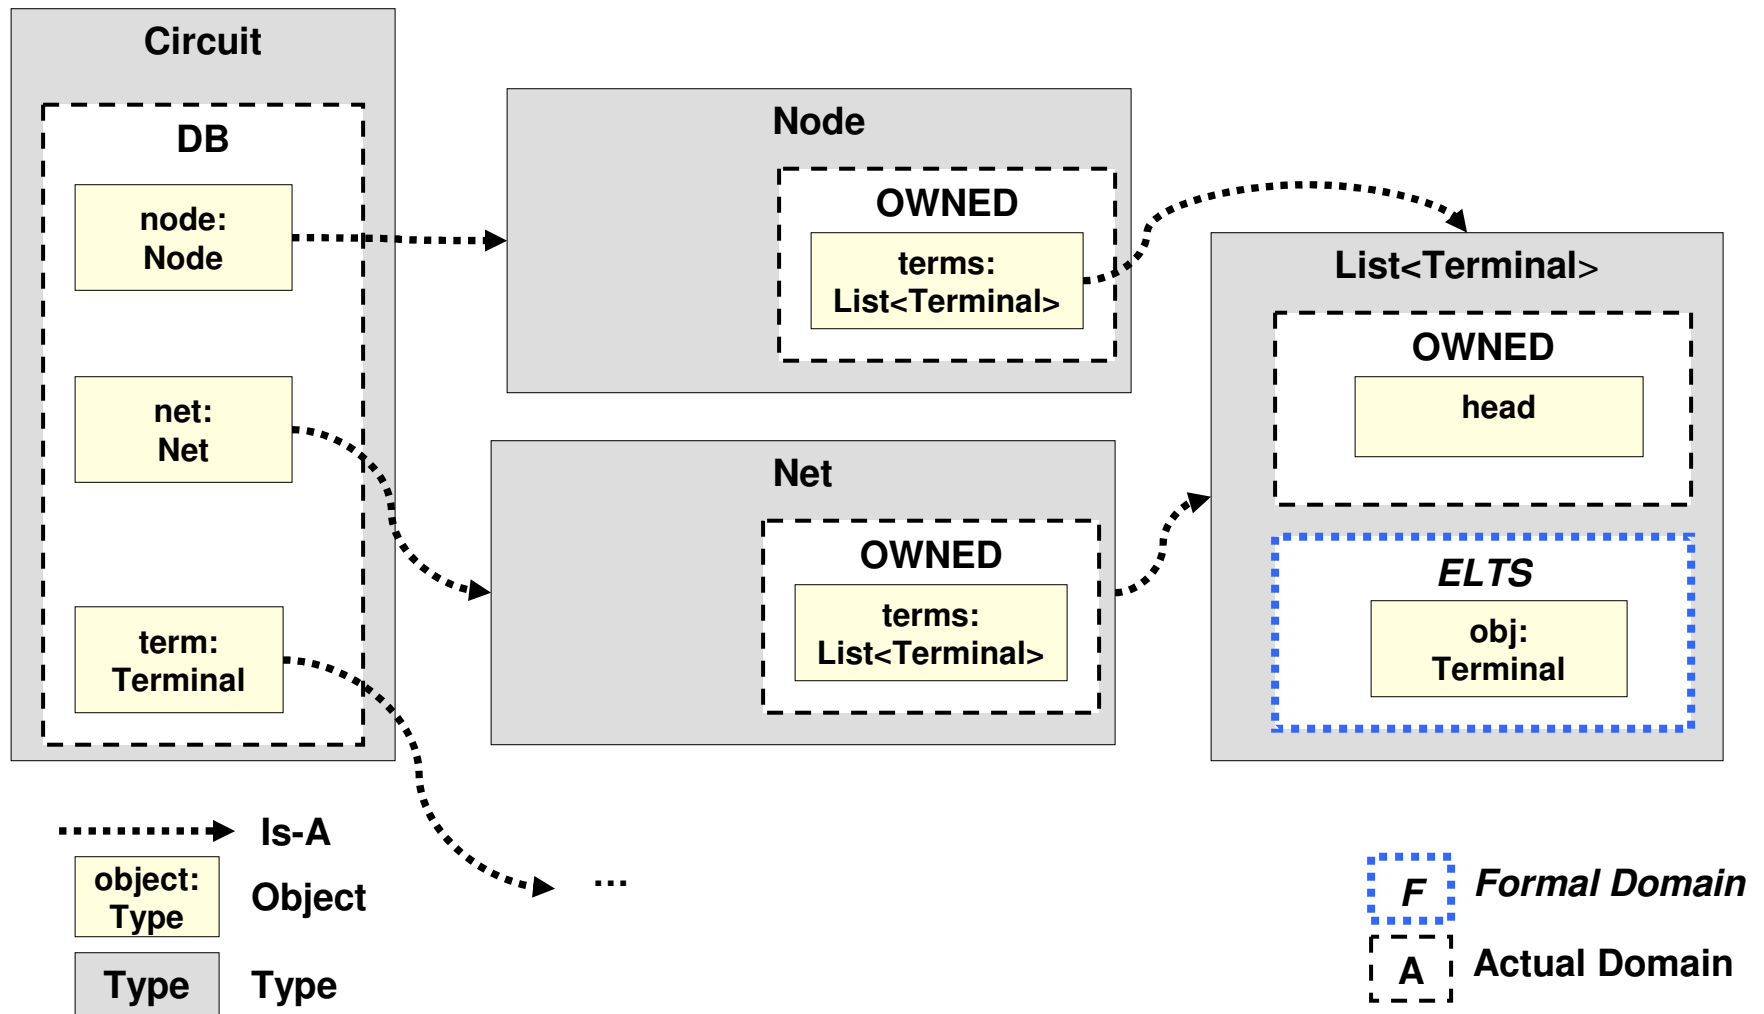 Circuit
DB
node:
Node
net:
Net
term:
Terminal
Node
OWNED
terms:
List<Terminal>
Net
OWNED
terms:
List<Terminal>
List<Terminal>
OWNED
head
ELTS
obj:
Terminal
...
Is-A
object:
Type
Object
Type
Type
F
Formal Domain
A
Actual Domain